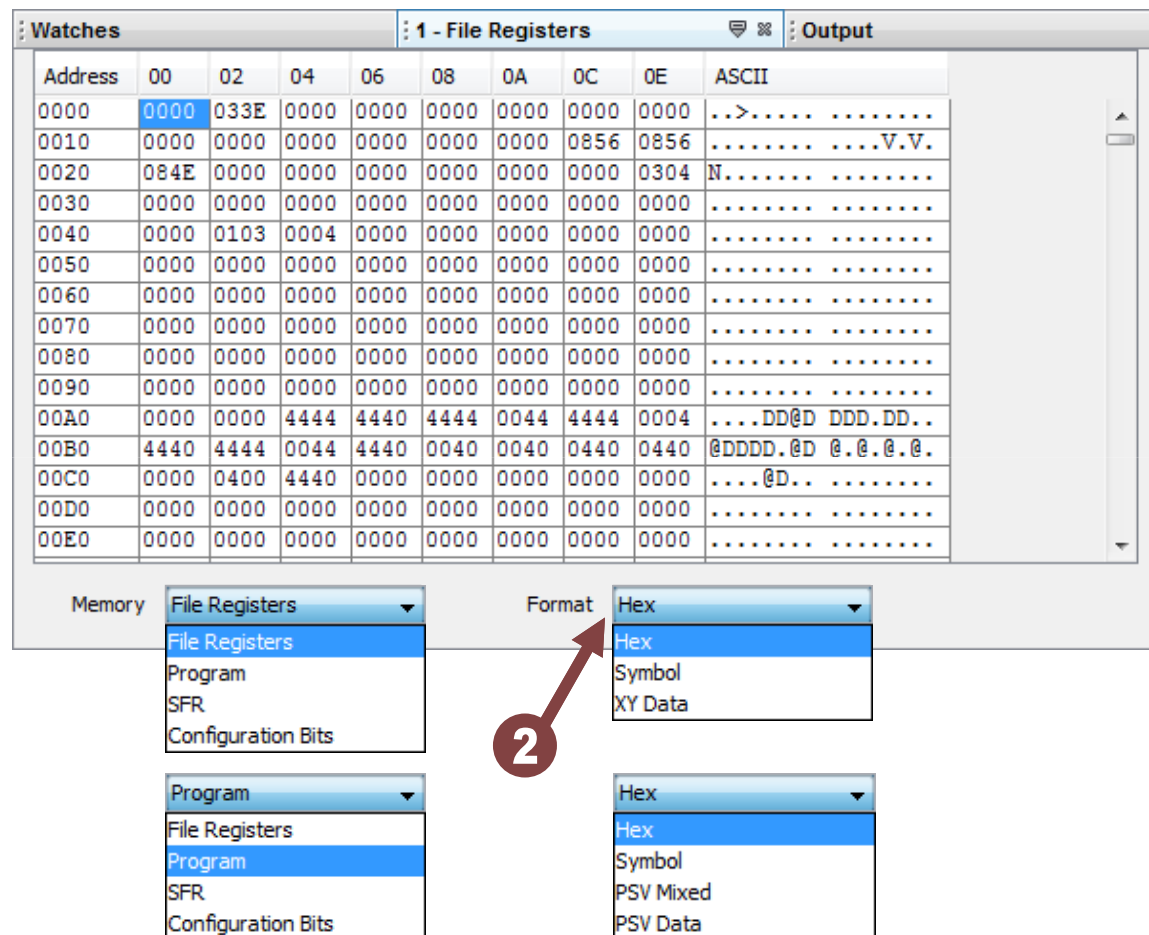 Watches 1 - File Registers Output
Address 00 02 04 06 08 0A 0C 0E ASCII
0000 0000 033E 0000 0000 0000 0000 0000 0000 ..>..... ........
0010 0000 0000 0000 0000 0000 0000 0856 0856 ........ ....V.V.
0020 084E 0000 0000 0000 0000 0000 0000 0304 N....... ........
0030 0000 0000 0000 0000 0000 0000 0000 0000 ........ ........
0040 0000 0103 0004 0000 0000 0000 0000 0000 ........ ........
0050 0000 0000 0000 0000 0000 0000 0000 0000 ........ ........
0060 0000 0000 0000 0000 0000 0000 0000 0000 ........ ........
0070 0000 0000 0000 0000 0000 0000 0000 0000 ........ ........
0080 0000 0000 0000 0000 0000 0000 0000 0000 ........ ........
0090 0000 0000 0000 0000 0000 0000 0000 0000 ........ ........
00A0 0000 0000 4444 4440 4444 0044 4444 0004 ....DD@D DDD.DD..
00B0 4440 4444 0044 4440 0040 0040 0440 0440 @DDDD.@D @.@.@.@.
00C0 0000 0400 4440 0000 0000 0000 0000 0000 ....@D.. ........
00D0 0000 0000 0000 0000 0000 0000 0000 0000 ........ ........
00E0 0000 0000 0000 0000 0000 0000 0000 0000 ........ ........
Memory File Registers Format Hex
File Registers
Program
SFR
Configuration Bits
Hex
Symbol
XY Data
2
Program
File Registers
Program
SFR
Configuration Bits
Hex
Hex
Symbol
PSV Mixed
PSV Data